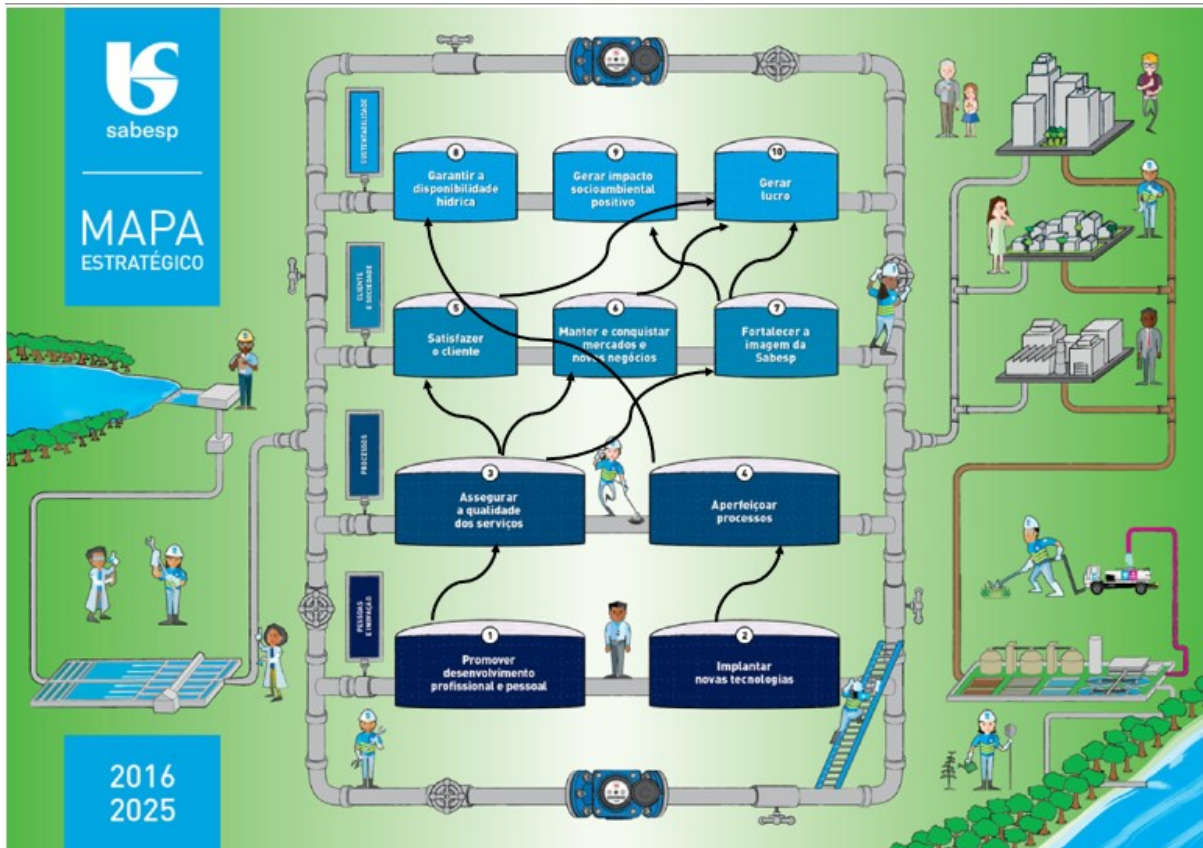 sabesp
MAPA
ESTRATÉGICO
SUSTENTABILIDADE
8
Garantir a
disponibilidade
hídrica
9
Gerar impacto
socioambiental
positivo
10
Gerar
lucro
CLIENTE
E SOCIEDADE
5
Satisfazer
o cliente
6
Manter e conquistar
mercados e
novos negócios
7
Fortalecer a
imagem da
Sabesp
PROCESSOS
3
Assegurar
a qualidade
dos serviços
4
Aperfeiçoar
processos
PESSOAS
E INOVAÇÃO
1
Promover
desenvolvimento
profissional e pessoal
2
Implantar
novas tecnologias
2016
2025